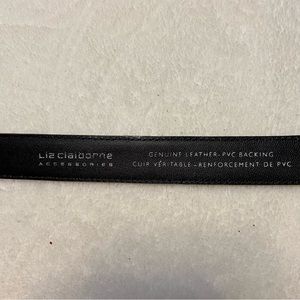 Liz claiborne
ACCESSORIES
GENUINE LEATHER-PVC BACKING
CUIR VÉRITABLE-RENFORCEMENT DE PVC